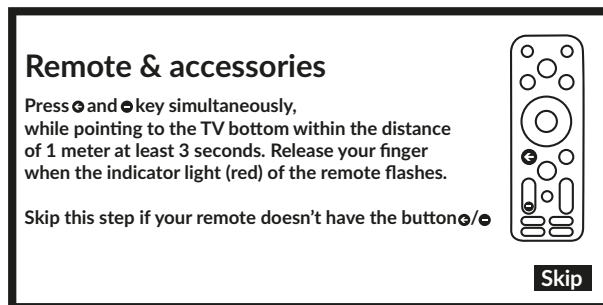 Remote & accessories
Press and key simultaneously,
while pointing to the TV bottom within the distance
of 1 meter at least 3 seconds. Release your finger
when the indicator light (red) of the remote flashes.
Skip this step if your remote doesn't have the button /
Skip